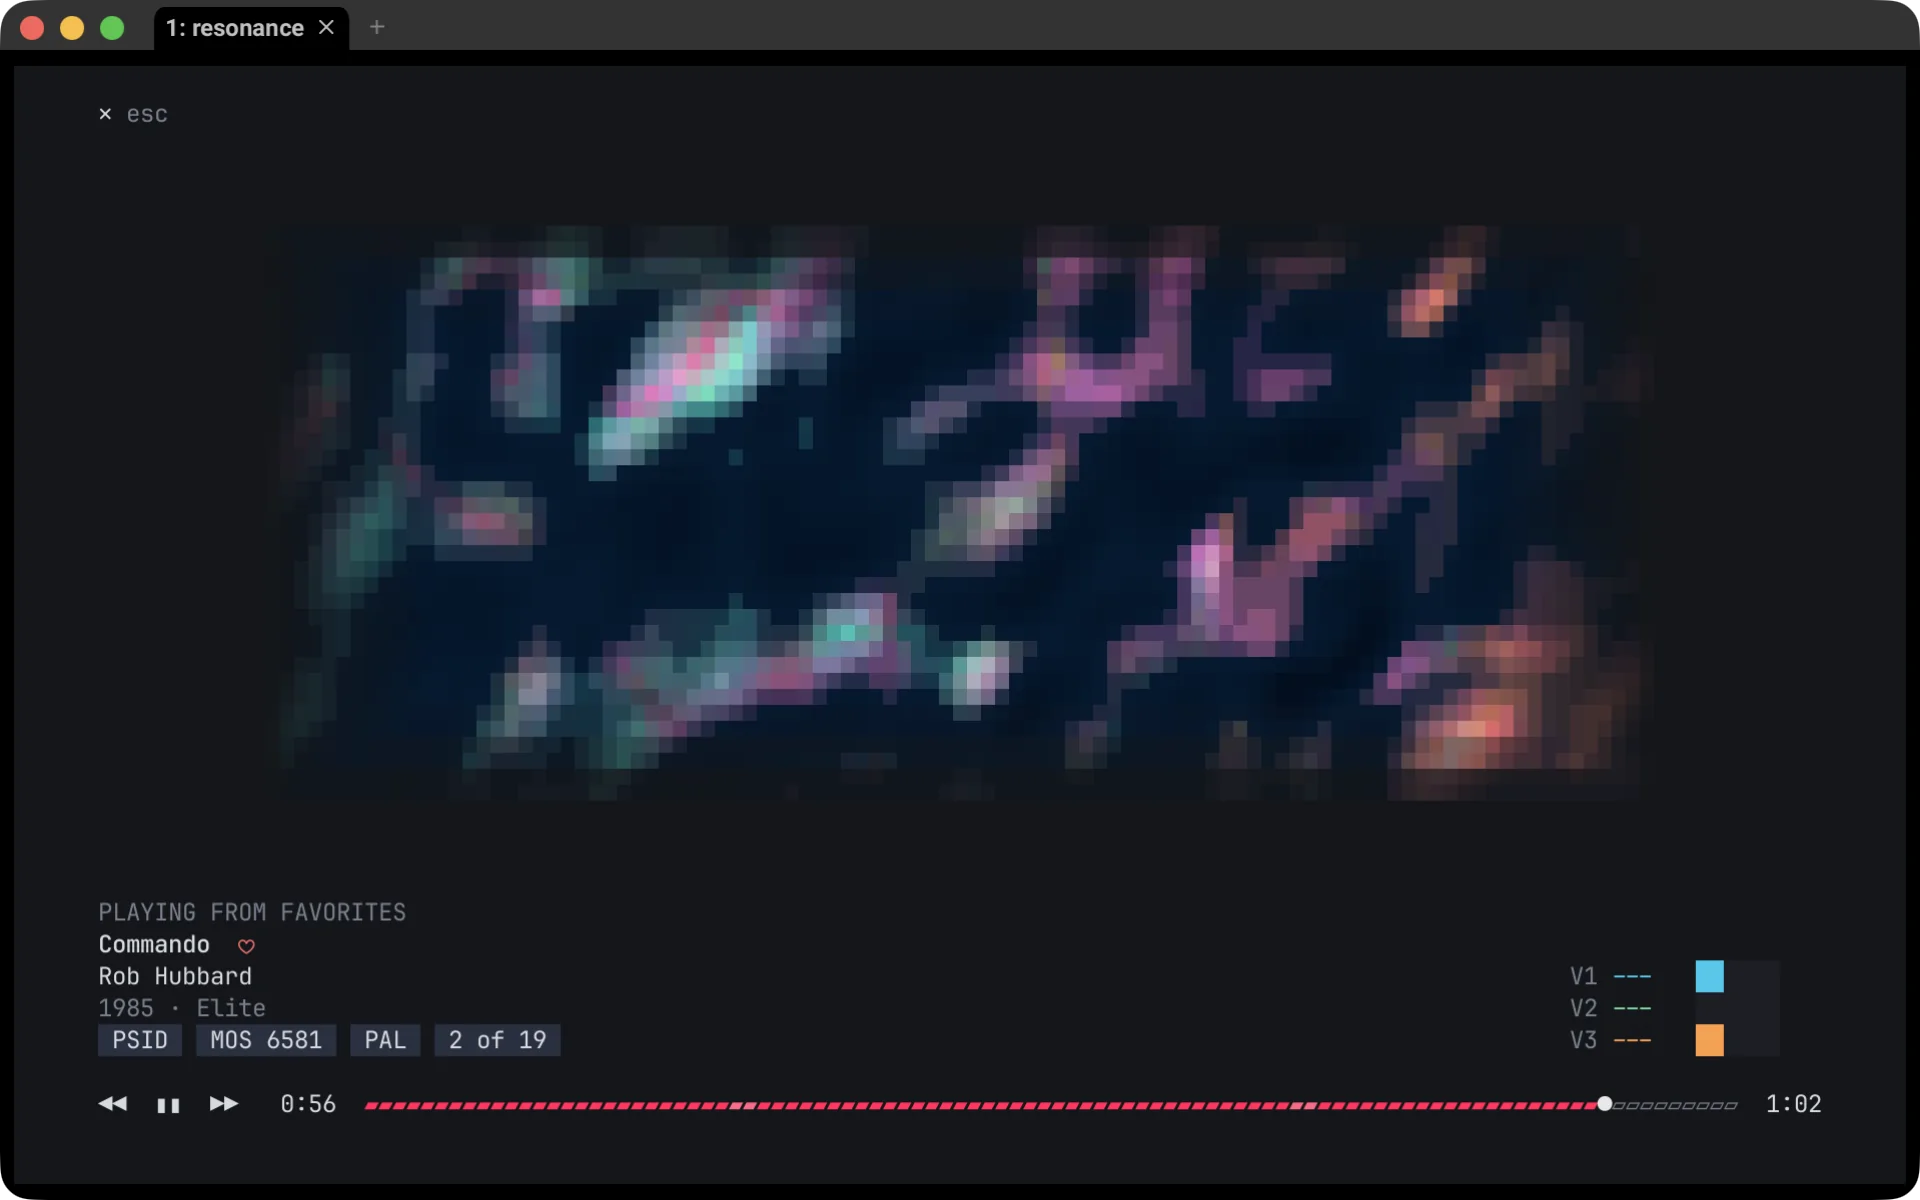 1: resonance × +
× esc
PLAYING FROM FAVORITES
Commando ♡
Rob Hubbard
1985 · Elite
PSID MOS 6581 PAL 2 of 19
V1 ---
V2 ---
V3 ---
0:56 1:02